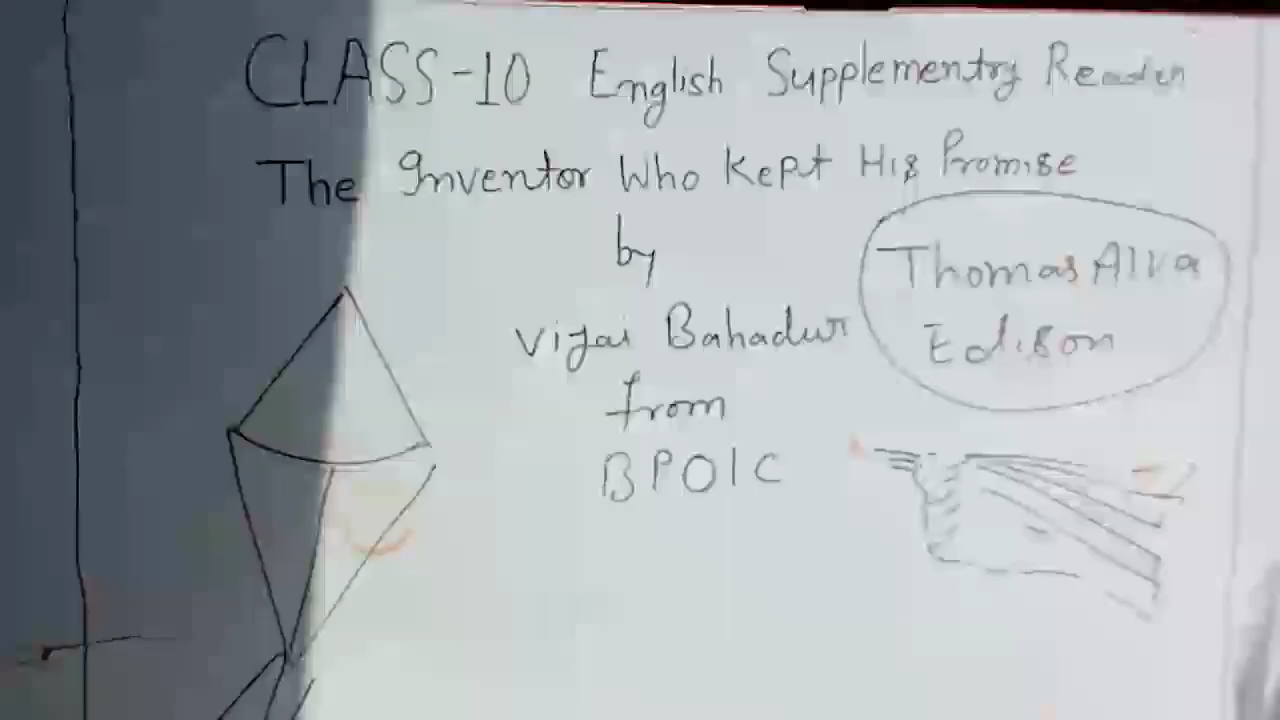 CLASS-10 English Supplementry Reader
The Inventor Who Kept His Promise
by
Vijai Bahadur
from
BPOIC
Thomas Alva
Edison